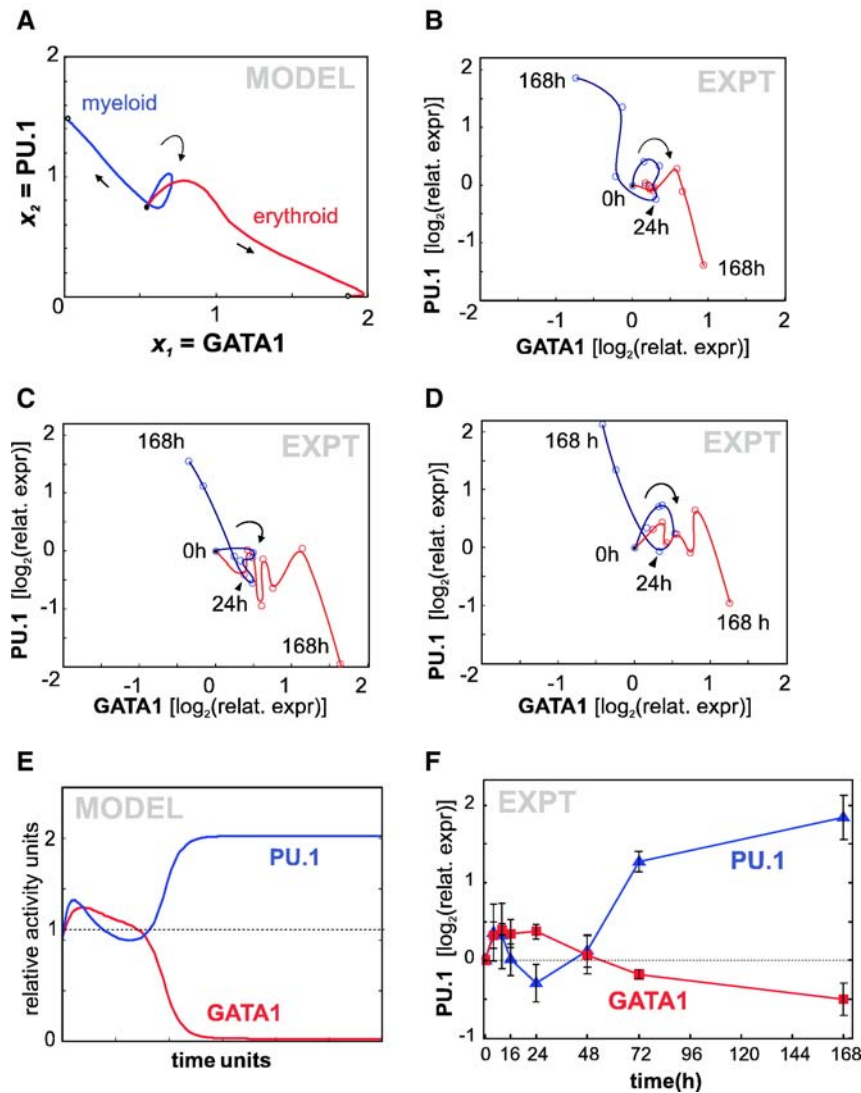 A
MODEL
2
1
0
myeloid
erythroid
x₂ = PU.1
0
1
2
x₁ = GATA1
B
EXPT
2
1
0
-1
-2
168h
0h
24h
168h
PU.1 [log₂(relat. expr)]
-1
0
1
2
GATA1 [log₂(relat. expr)]
C
EXPT
2
1
0
-1
-2
168h
0h
24h
168h
PU.1 [log₂(relat. expr)]
-2
-1
0
1
2
GATA1 [log₂(relat. expr)]
D
EXPT
2
1
0
-1
-2
168 h
0h
24h
168 h
PU.1 [log₂(relat. expr)]
-2
-1
0
1
2
GATA1 [log₂(relat. expr)]
E
MODEL
2
1
0
PU.1
GATA1
relative activity units
time units
F
EXPT
2
1
0
-1
PU.1
GATA1
PU.1 [log₂(relat. expr)]
0 16 24 48 72 96 120 144 168
time(h)